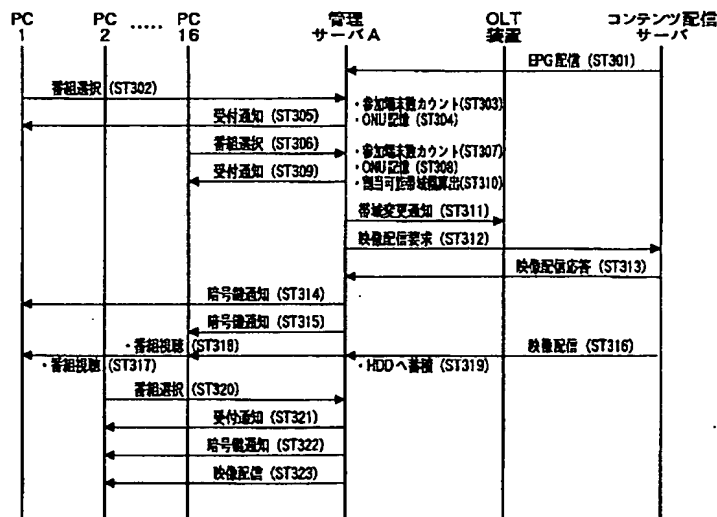 PC 1
PC 2
.....
PC 16
管理サーバA
OLT装置
コンテンツ配信サーバ
EPG配信 (ST301)
番組選択 (ST302)
・参加端末数カウント(ST303)
受付通知 (ST305)
・ONU記憶 (ST304)
番組選択 (ST306)
・参加端末数カウント(ST307)
・ONU記憶 (ST308)
受付通知 (ST309)
・割当可能帯域幅算出(ST310)
帯域変更通知 (ST311)
映像配信要求 (ST312)
映像配信応答 (ST313)
暗号鍵通知 (ST314)
暗号鍵通知 (ST315)
・番組視聴 (ST318)
映像配信 (ST316)
・番組視聴 (ST317)
・HDDへ蓄積 (ST319)
番組選択 (ST320)
受付通知 (ST321)
暗号鍵通知 (ST322)
映像配信 (ST323)